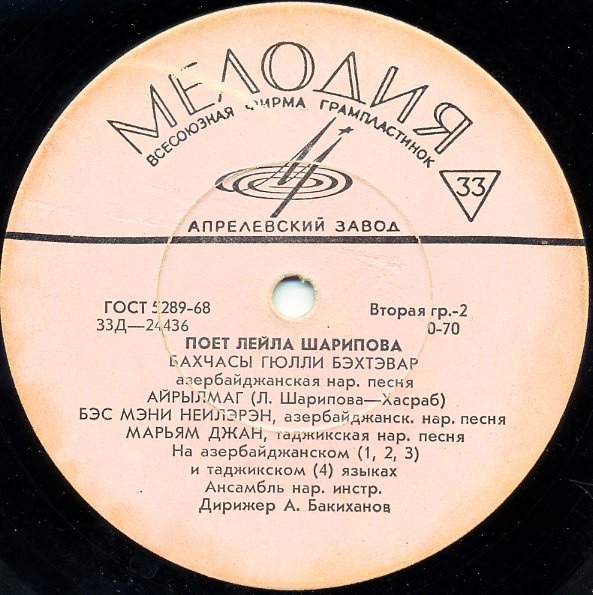 МЕЛОДИЯ
ВСЕСОЮЗНАЯ ФИРМА ГРАМПЛАСТИНОК
33
АПРЕЛЕВСКИЙ ЗАВОД
ГОСТ 5289-68 Вторая гр.-2
33Д—24436 0-70
ПОЕТ ЛЕЙЛА ШАРИПОВА
БАХЧАСЫ ГЮЛЛИ БЭХТЭВАР
азербайджанская нар. песня
АЙРЫЛМАГ (Л. Шарипова—Хасраб)
БЭС МЭНИ НЕЙЛЭРЭН, азербайджанск. нар. песня
МАРЬЯМ ДЖАН, таджикская нар. песня
На азербайджанском (1, 2, 3)
и таджикском (4) языках
Ансамбль нар. инстр.
Дирижер А. Бакиханов